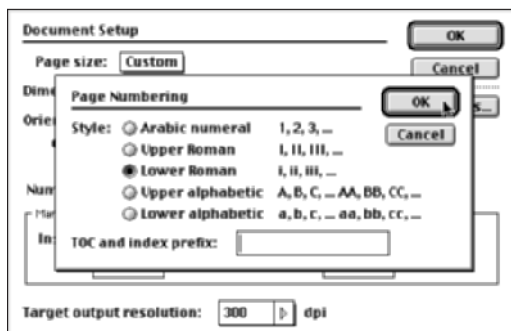 Document Setup
OK
Page size: Custom
Cancel
Dime
Page Numbering
OK
s...
Orie
Style: Arabic numeral 1, 2, 3, ...
Cancel
Upper Roman I, II, III, ...
Lower Roman i, ii, iii, ...
Num
Upper alphabetic A, B, C, ... AA, BB, CC, ...
Lower alphabetic a, b, c, ... aa, bb, cc, ...
In:
TOC and index prefix:
Target output resolution: 300 dpi